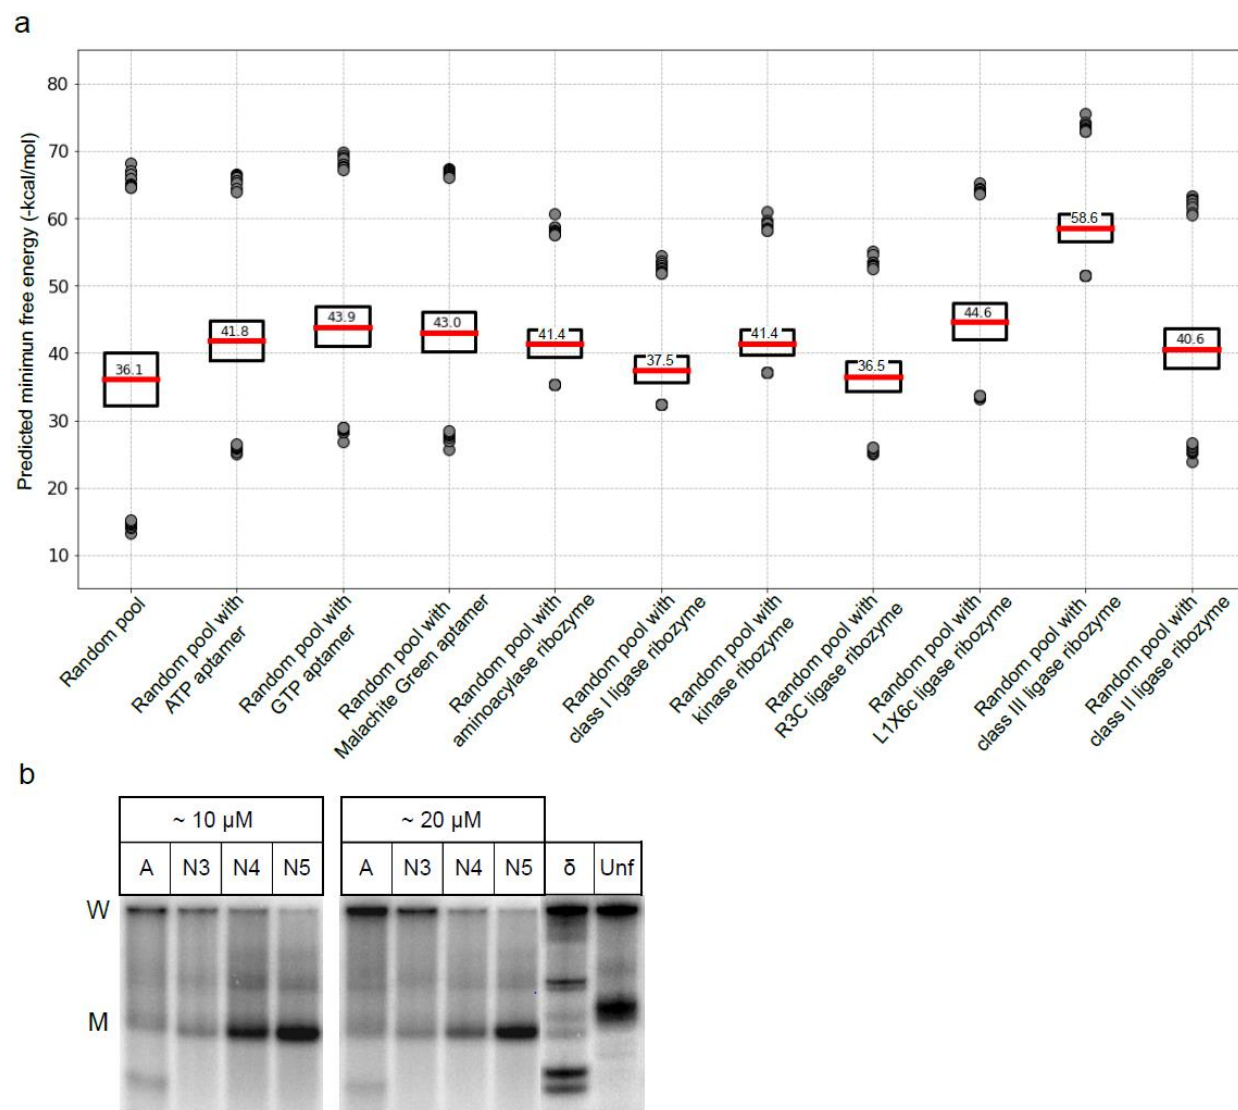 a
Predicted minimun free energy (-kcal/mol)
80
70
60
50
40
30
20
10
36.1
41.8
43.9
43.0
41.4
37.5
41.4
36.5
44.6
58.6
40.6
Random pool
Random pool with
ATP aptamer
Random pool with
GTP aptamer
Random pool with
Malachite Green aptamer
Random pool with
aminoacylase ribozyme
Random pool with
class I ligase ribozyme
Random pool with
kinase ribozyme
Random pool with
R3C ligase ribozyme
Random pool with
L1X6c ligase ribozyme
Random pool with
class III ligase ribozyme
Random pool with
class II ligase ribozyme
b
~ 10 µM
~ 20 µM
A N3 N4 N5 A N3 N4 N5 δ Unf
W
M